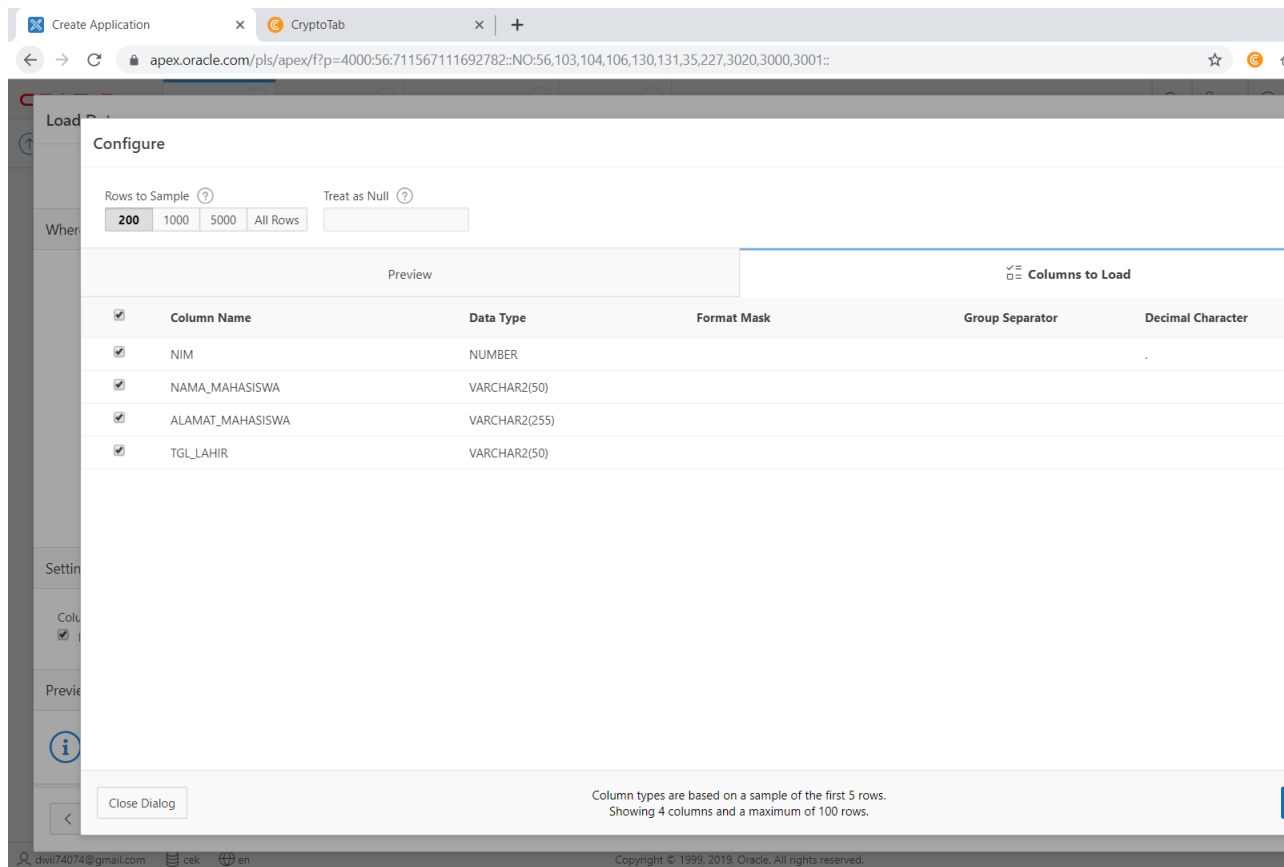 Create Application
CryptoTab
apex.oracle.com/pls/apex/f?p=4000:56:711567111692782::NO:56,103,104,106,130,131,35,227,3020,3000,3001::
Load
Configure
Rows to Sample ? Treat as Null ?
200 1000 5000 All Rows
Wher
Preview Columns to Load
Column Name Data Type Format Mask Group Separator Decimal Character
NIM NUMBER .
NAMA_MAHASISWA VARCHAR2(50)
ALAMAT_MAHASISWA VARCHAR2(255)
TGL_LAHIR VARCHAR2(50)
Settin
Colu
Previe
Close Dialog
Column types are based on a sample of the first 5 rows.
Showing 4 columns and a maximum of 100 rows.
dwii74074@gmail.com cek en Copyright © 1999, 2019, Oracle. All rights reserved.